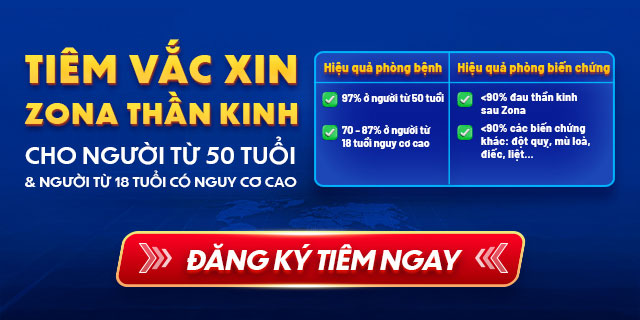 TIÊM VẮC XIN
ZONA THẦN KINH
CHO NGƯỜI TỪ 50 TUỔI
& NGƯỜI TỪ 18 TUỔI CÓ NGUY CƠ CAO
Hiệu quả phòng bệnh
97% ở người từ 50 tuổi
70 – 87% ở người từ
18 tuổi nguy cơ cao
Hiệu quả phòng biến chứng
<90% đau thần kinh
sau Zona
<90% các biến chứng
khác: đột quỵ, mù loà,
điếc, liệt...
ĐĂNG KÝ TIÊM NGAY